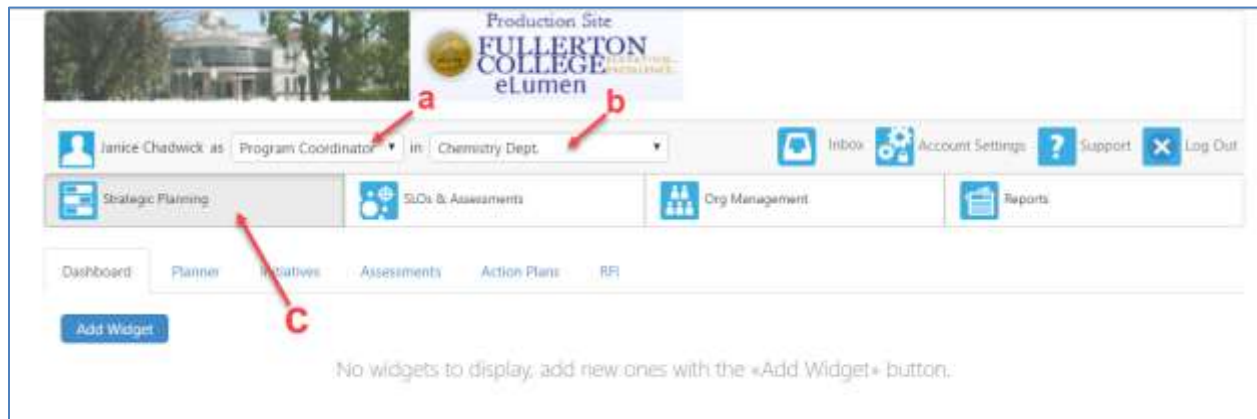 Production Site
FULLERTON
COLLEGE
eLumen
a
b
Janice Chadwick as Program Coordinator in Chemistry Dept. Inbox Account Settings ? Support X Log Out
Strategic Planning SLOs & Assessments Org Management Reports
Dashboard Planner Initiatives Assessments Action Plans RFI
Add Widget
C
No widgets to display, add new ones with the «Add Widget» button.